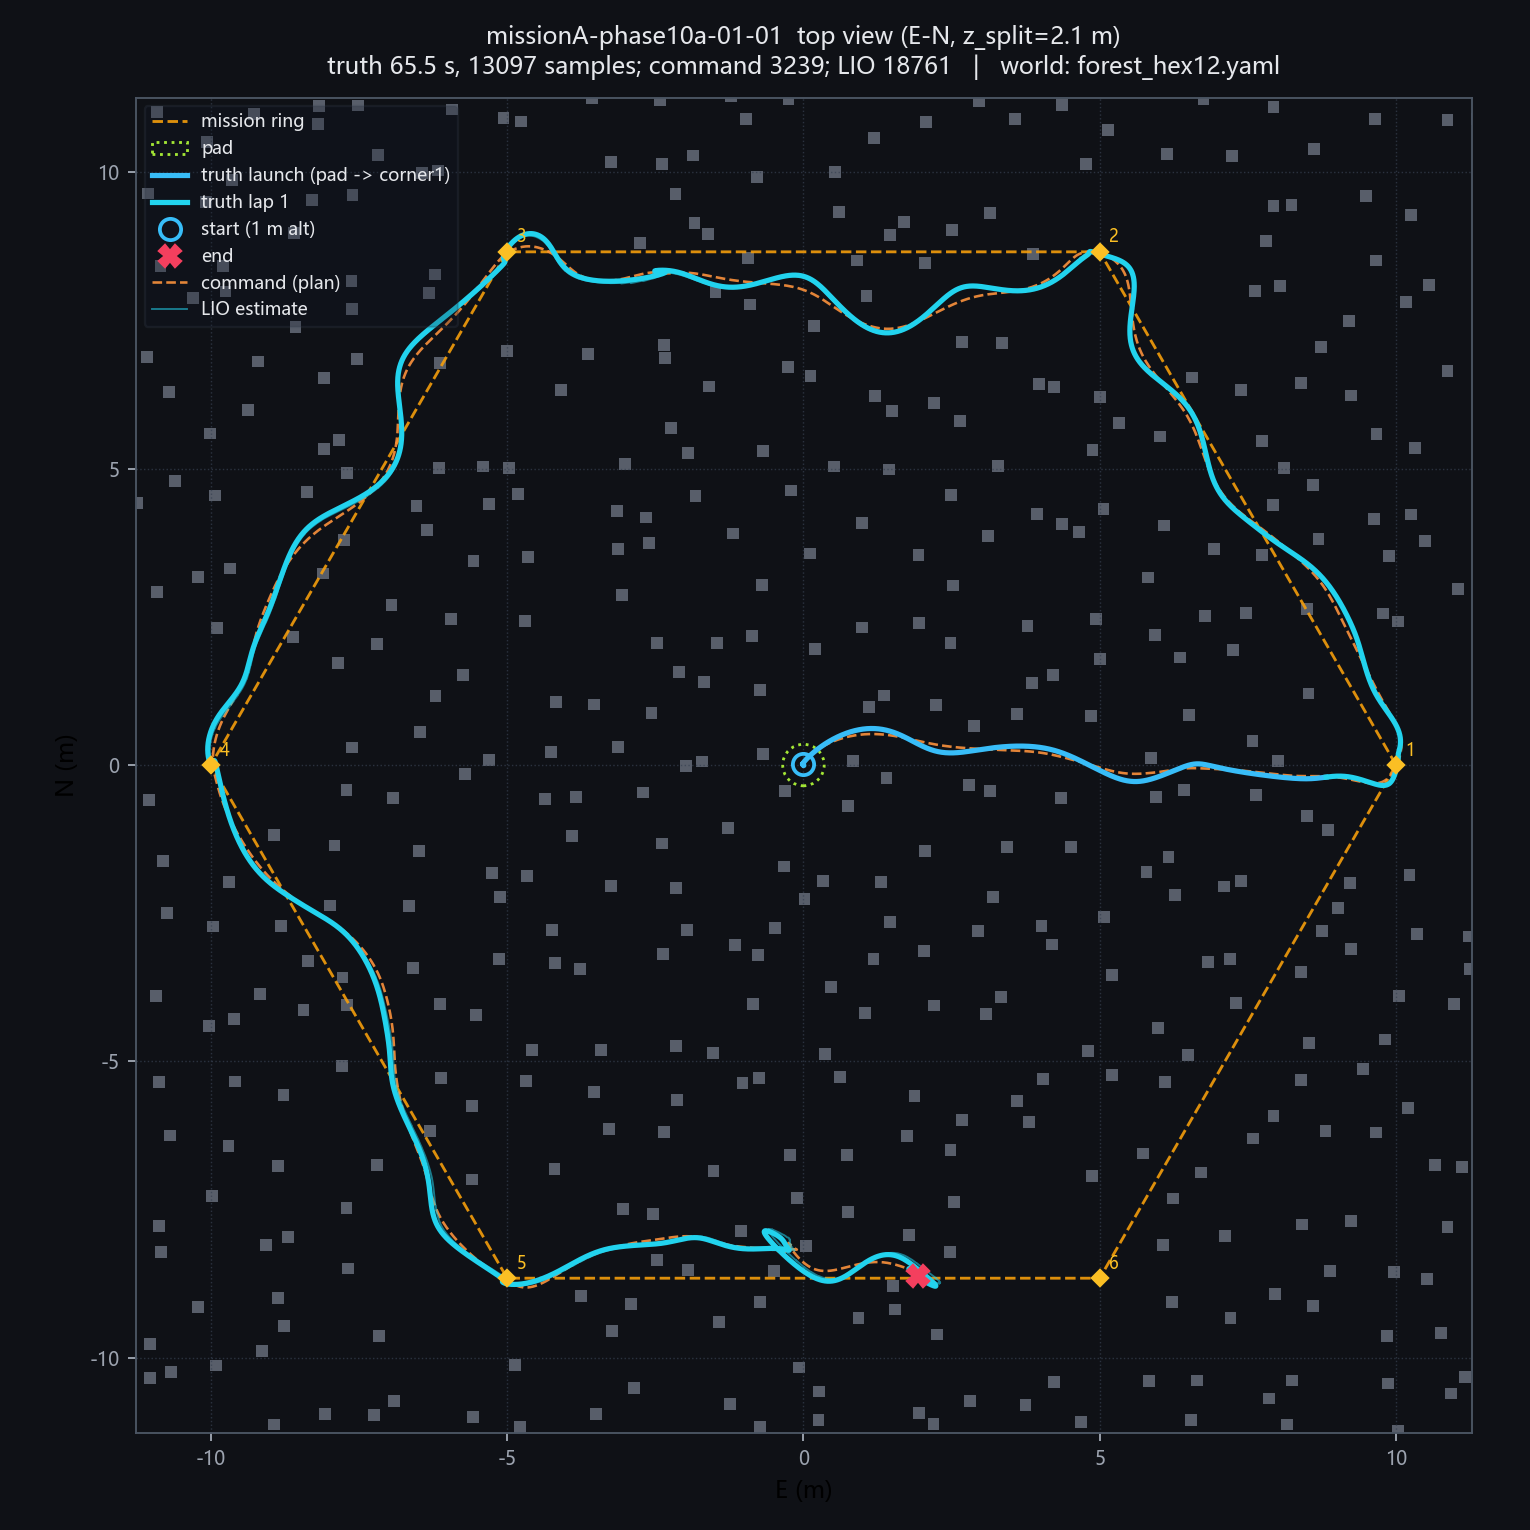 missionA-phase10a-01-01  top view (E-N, z_split=2.1 m)
truth 65.5 s, 13097 samples; command 3239; LIO 18761   |   world: forest_hex12.yaml
mission ring
pad
truth launch (pad -> corner1)
truth lap 1
start (1 m alt)
end
command (plan)
LIO estimate
3
2
4
1
5
6
10
5
0
-5
-10
N (m)
-10
-5
0
5
10
E (m)